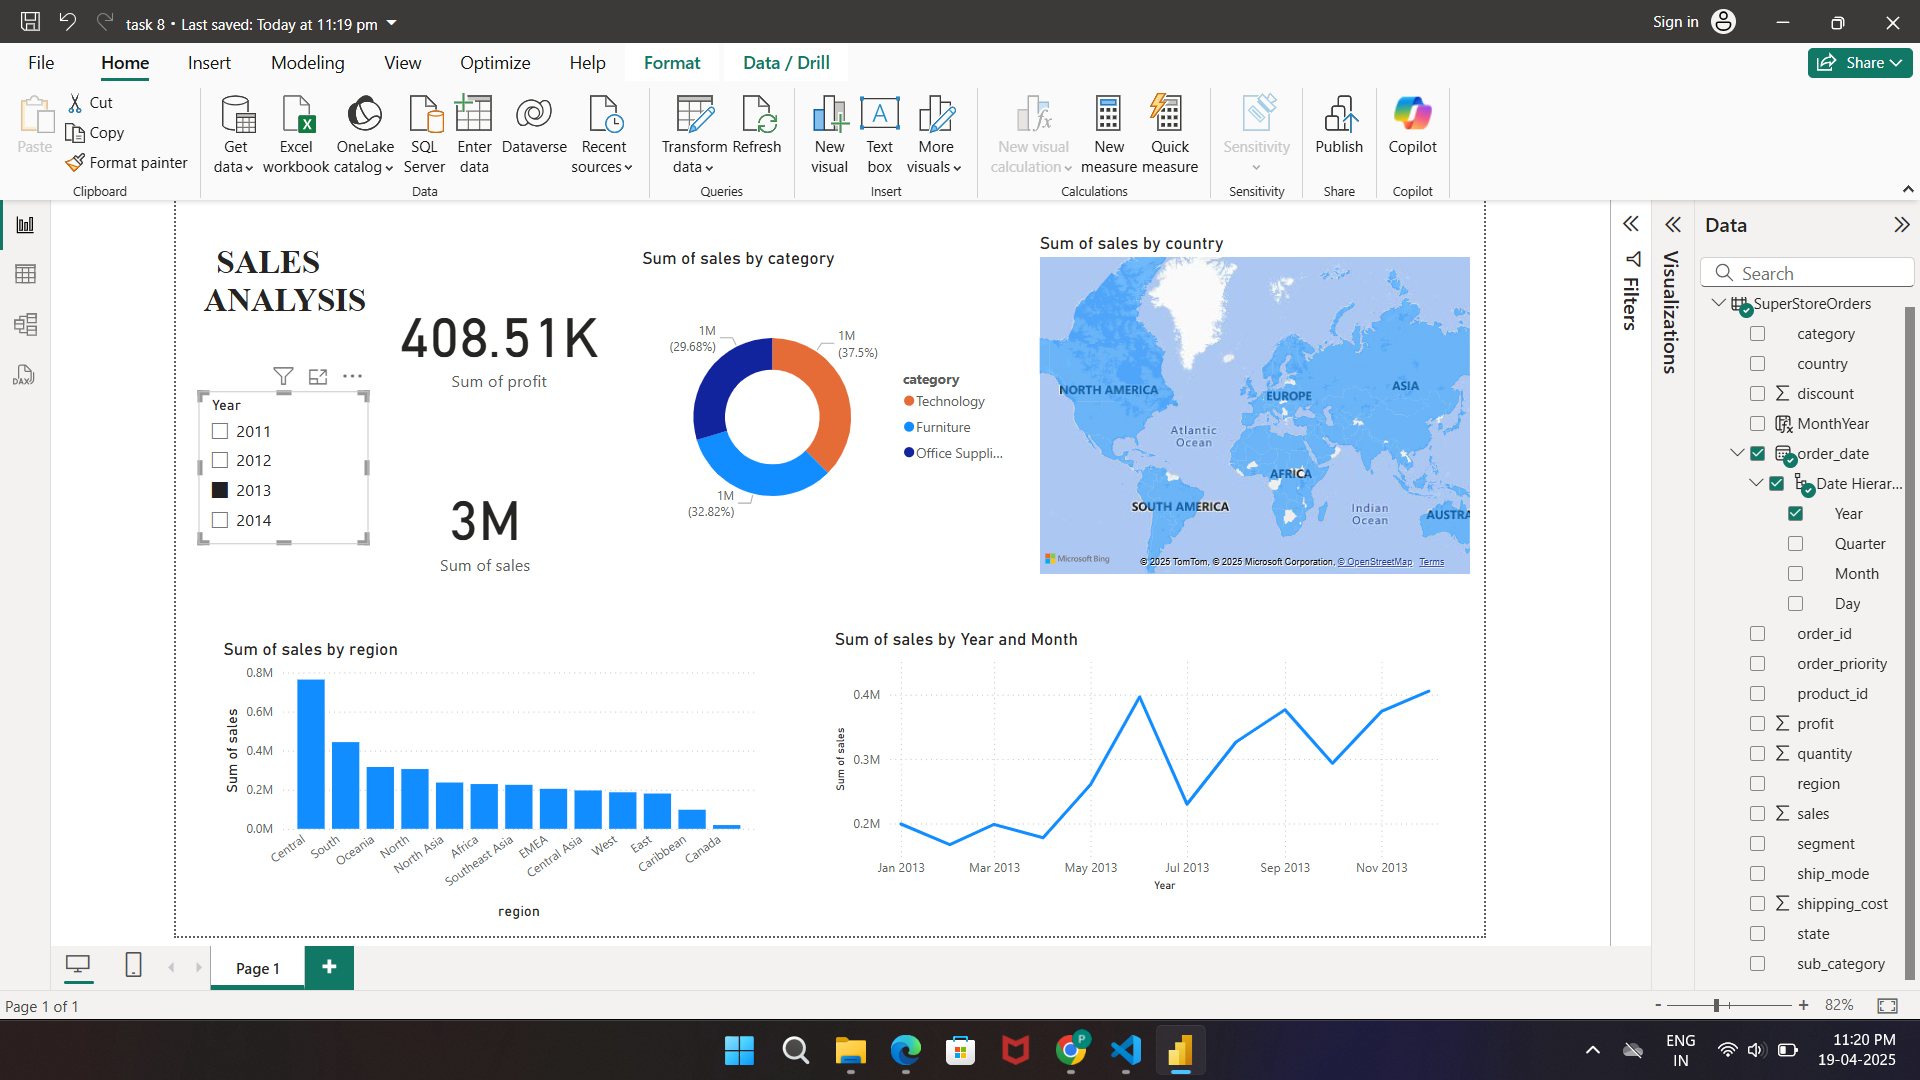 task 8 • Last saved: Today at 11:19 pm
Sign in
File Home Insert Modeling View Optimize Help Format Data / Drill
Share
Paste
Cut
Copy
Format painter
Clipboard
Get data
Excel workbook
OneLake catalog
SQL Server
Enter data
Dataverse
Recent sources
Data
Transform data
Refresh
Queries
New visual
Text box
More visuals
Insert
New visual calculation
New measure
Quick measure
Calculations
Sensitivity
Sensitivity
Publish
Share
Copilot
Copilot
SALES
ANALYSIS
408.51K
Sum of profit
Year
2011
2012
2013
2014
3M
Sum of sales
Sum of sales by category
1M
(29.68%)
1M
(37.5%)
1M
(32.82%)
category
Technology
Furniture
Office Suppli...
Sum of sales by country
NORTH AMERICA
EUROPE
ASIA
Atlantic
Ocean
AFRICA
SOUTH AMERICA
Indian
Ocean
AUSTRA
Microsoft Bing
© 2025 TomTom, © 2025 Microsoft Corporation, © OpenStreetMap Terms
Sum of sales by region
Sum of sales
0.8M
0.6M
0.4M
0.2M
0.0M
Central
South
Oceania
North
North Asia
Africa
Southeast Asia
EMEA
Central Asia
West
East
Caribbean
Canada
region
Sum of sales by Year and Month
Sum of sales
0.4M
0.3M
0.2M
Jan 2013
Mar 2013
May 2013
Jul 2013
Sep 2013
Nov 2013
Year
Filters
Visualizations
Data
Search
SuperStoreOrders
category
country
discount
MonthYear
order_date
Date Hierar...
Year
Quarter
Month
Day
order_id
order_priority
product_id
profit
quantity
region
sales
segment
ship_mode
shipping_cost
state
sub_category
DAX
Page 1
Page 1 of 1
82%
ENG
IN
11:20 PM
19-04-2025